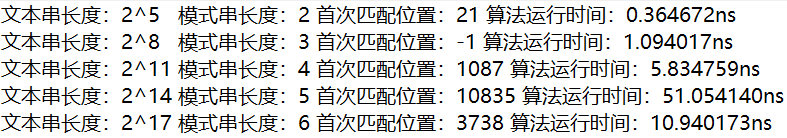 文本串长度：2^5 模式串长度：2 首次匹配位置：21 算法运行时间：0.364672ns
文本串长度：2^8 模式串长度：3 首次匹配位置：-1 算法运行时间：1.094017ns
文本串长度：2^11 模式串长度：4 首次匹配位置：1087 算法运行时间：5.834759ns
文本串长度：2^14 模式串长度：5 首次匹配位置：10835 算法运行时间：51.054140ns
文本串长度：2^17 模式串长度：6 首次匹配位置：3738 算法运行时间：10.940173ns